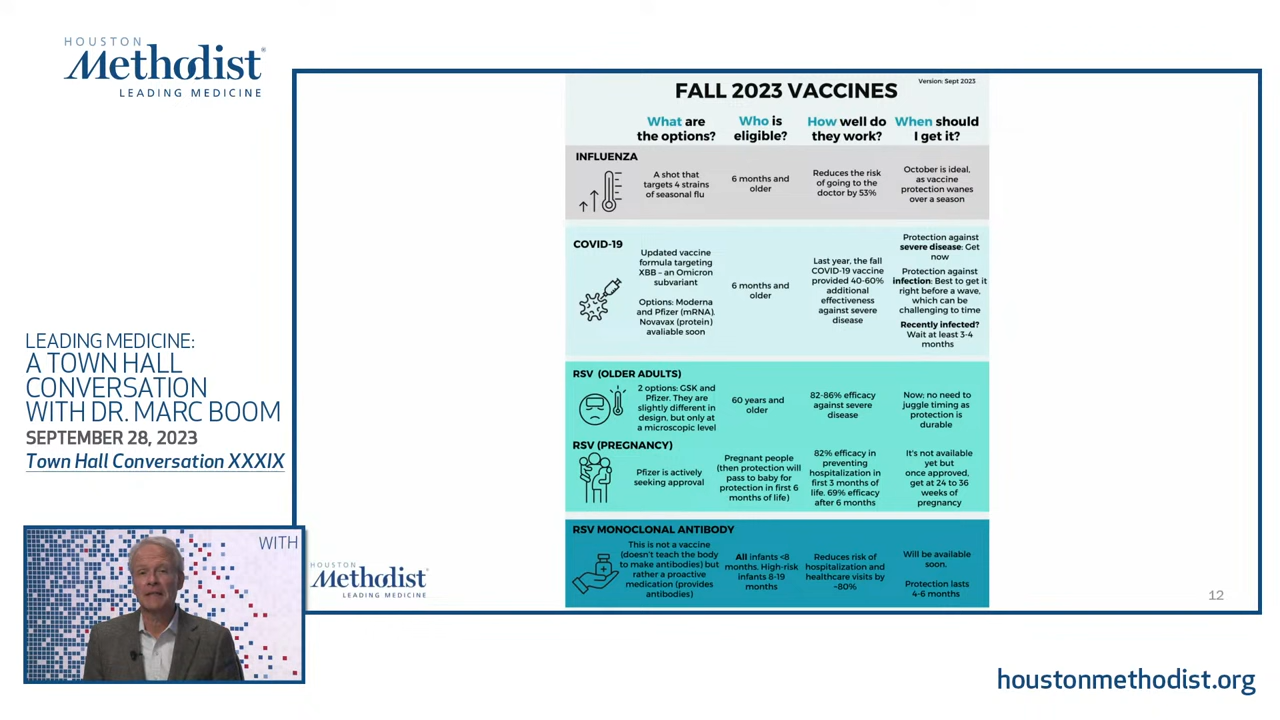 HOUSTON
Methodist®
LEADING MEDICINE
LEADING MEDICINE:
A TOWN HALL
CONVERSATION
WITH DR. MARC BOOM
SEPTEMBER 28, 2023
Town Hall Conversation XXXIX
WITH
Version: Sept 2023
FALL 2023 VACCINES
What are
the options?
Who is
eligible?
How well do
they work?
When should
I get it?
INFLUENZA
A shot that
targets 4 strains
of seasonal flu
6 months and
older
Reduces the risk
of going to the
doctor by 53%
October is ideal,
as vaccine
protection wanes
over a season
COVID-19
Updated vaccine
formula targeting
XBB – an Omicron
subvariant
Options: Moderna
and Pfizer (mRNA).
Novavax (protein)
avaliable soon
6 months and
older
Last year, the fall
COVID-19 vaccine
provided 40-60%
additional
effectiveness
against severe
disease
Protection against
severe disease: Get
now
Protection against
infection: Best to get it
right before a wave,
which can be
challenging to time
Recently infected?
Wait at least 3-4
months
RSV (OLDER ADULTS)
2 options: GSK and
Pfizer. They are
slightly different in
design, but only at
a microscopic level
60 years and
older
82-86% efficacy
against severe
disease
Now; no need to
juggle timing as
protection is
durable
RSV (PREGNANCY)
Pfizer is actively
seeking approval
Pregnant people
(then protection will
pass to baby for
protection in first 6
months of life)
82% efficacy in
preventing
hospitalization in
first 3 months of
life. 69% efficacy
after 6 months
It's not available
yet but
once approved,
get at 24 to 36
weeks of
pregnancy
RSV MONOCLONAL ANTIBODY
This is not a vaccine
(doesn't teach the body
to make antibodies) but
rather a proactive
medication (provides
antibodies)
All infants <8
months. High-risk
infants 8-19
months
Reduces risk of
hospitalization and
healthcare visits by
~80%
Will be available
soon.
Protection lasts
4-6 months
HOUSTON
Methodist
LEADING MEDICINE
12
houstonmethodist.org